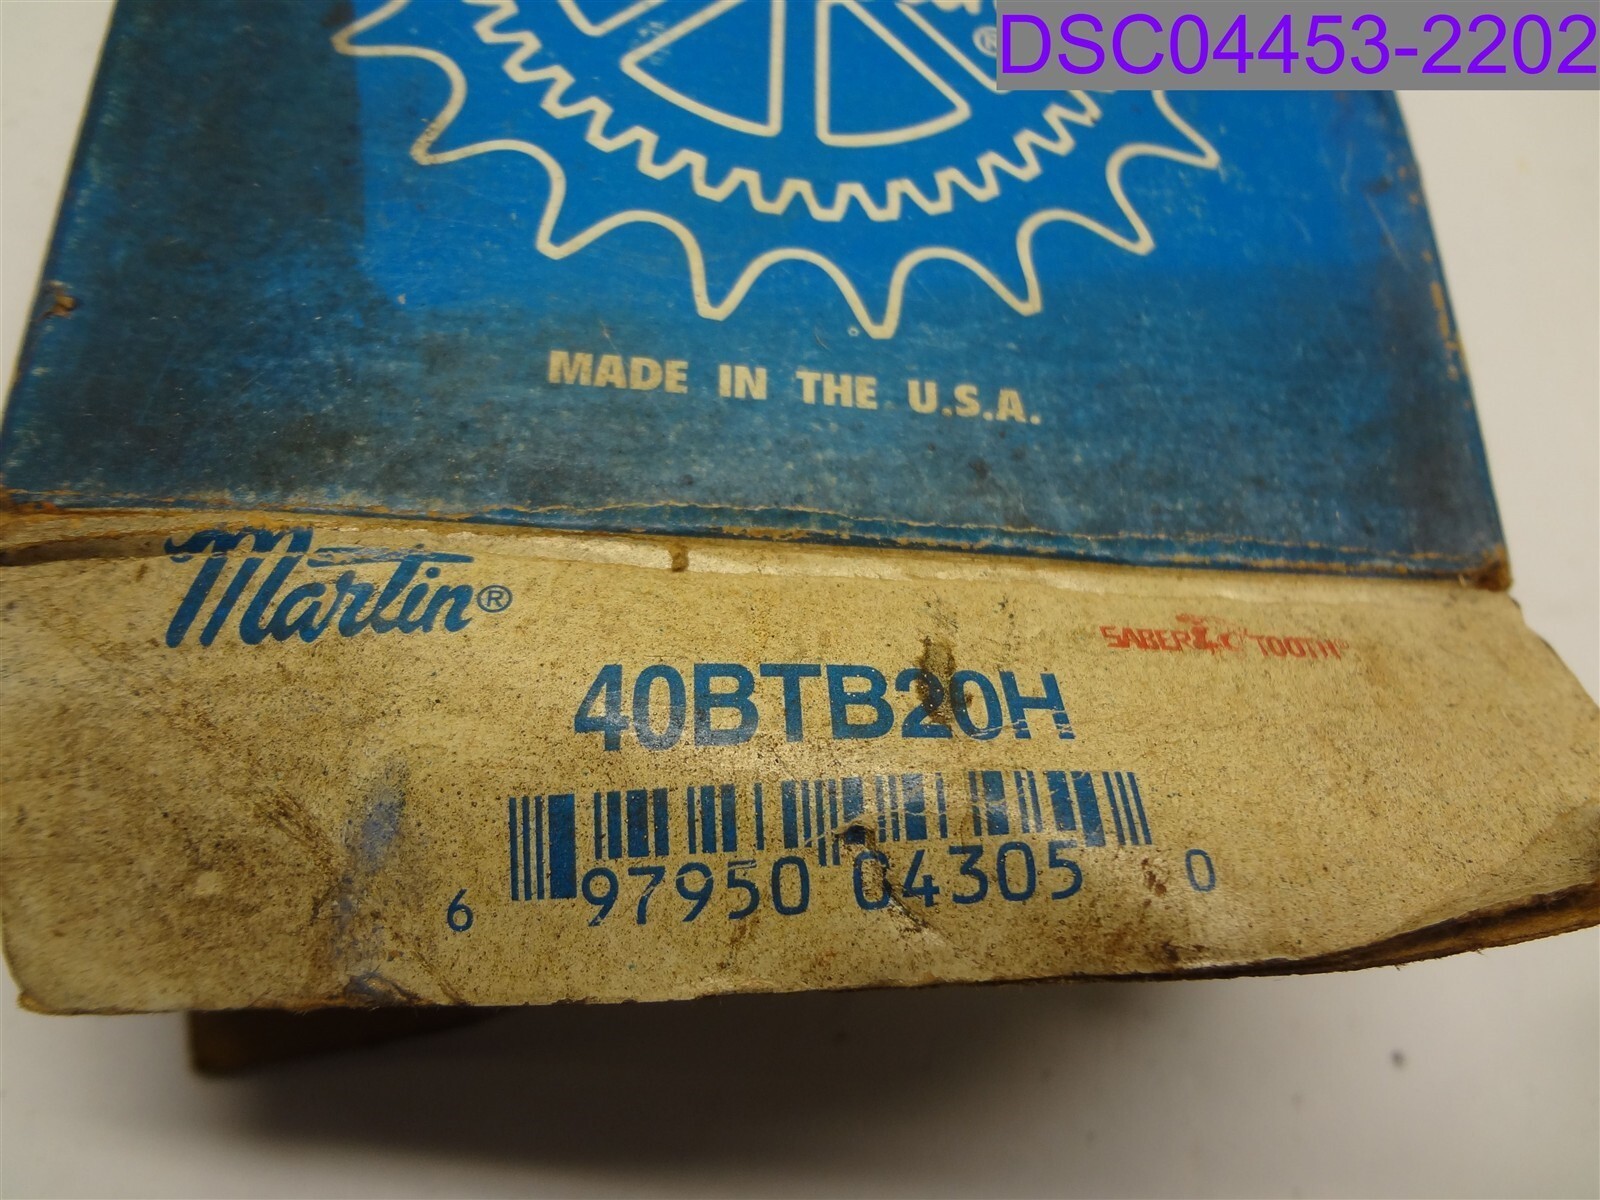 DSC04453-2202
®
MADE IN THE U.S.A.
Martin®
SABER TOOTH®
40BTB20H
6 97950 04305 0